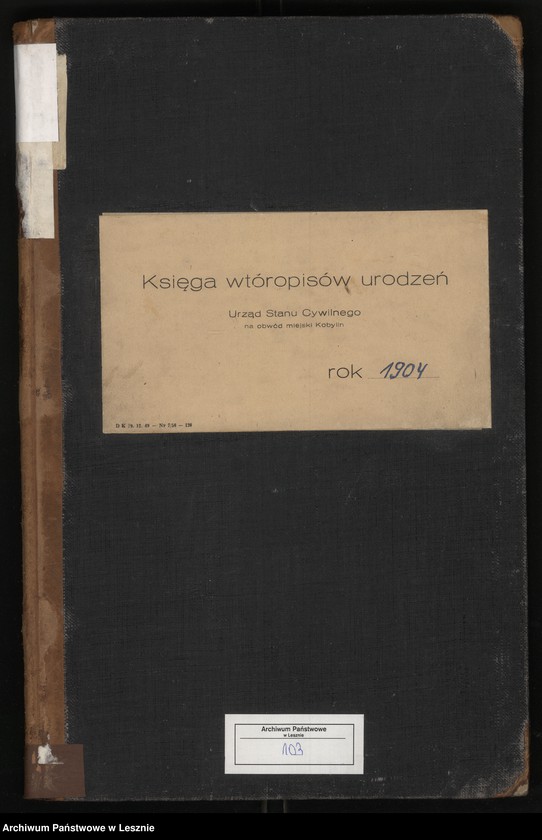 Księga wtóropisów urodzeń
Urząd Stanu Cywilnego
na obwód miejski Kobylin
rok 1904
Archiwum Państwowe
w Lesznie
103
Archiwum Państwowe w Lesznie